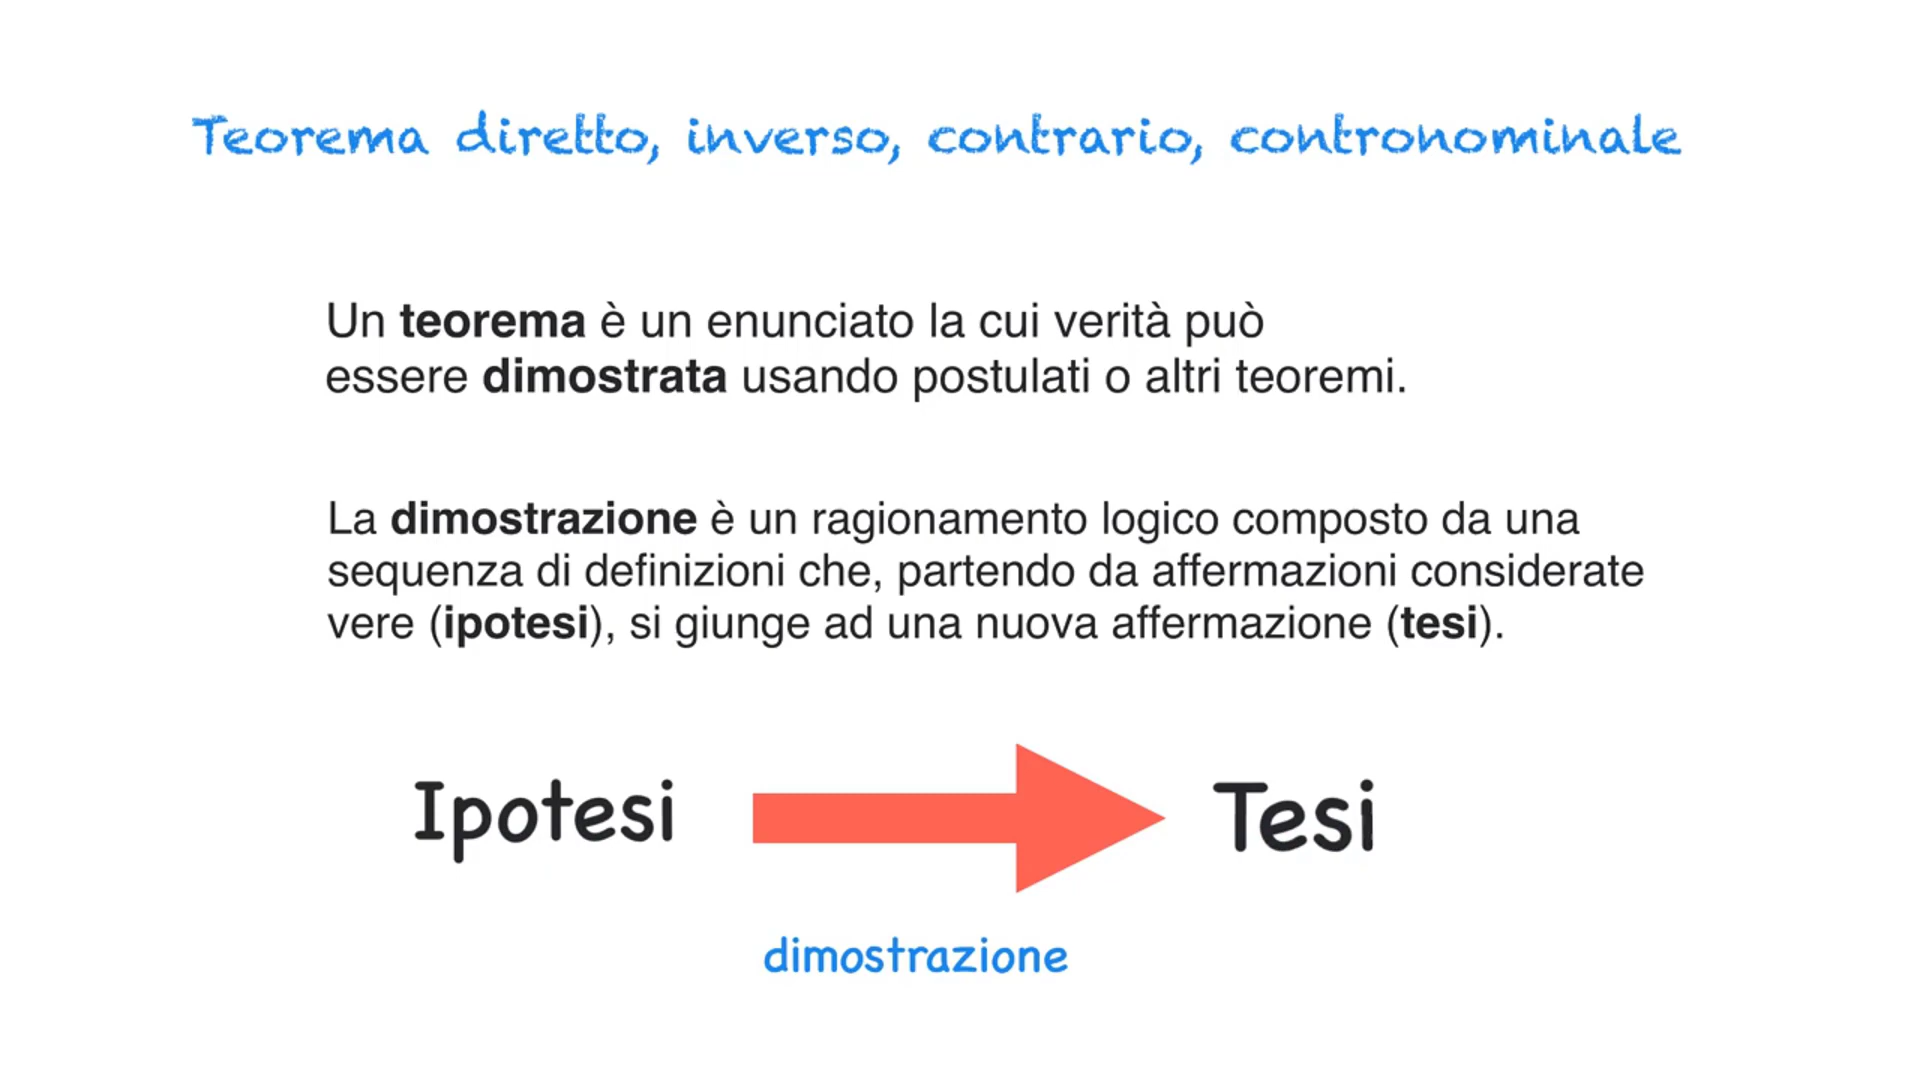 Teorema diretto, inverso, contrario, contronominale
Un teorema è un enunciato la cui verità può
essere dimostrata usando postulati o altri teoremi.
La dimostrazione è un ragionamento logico composto da una
sequenza di definizioni che, partendo da affermazioni considerate
vere (ipotesi), si giunge ad una nuova affermazione (tesi).
Ipotesi
Tesi
dimostrazione